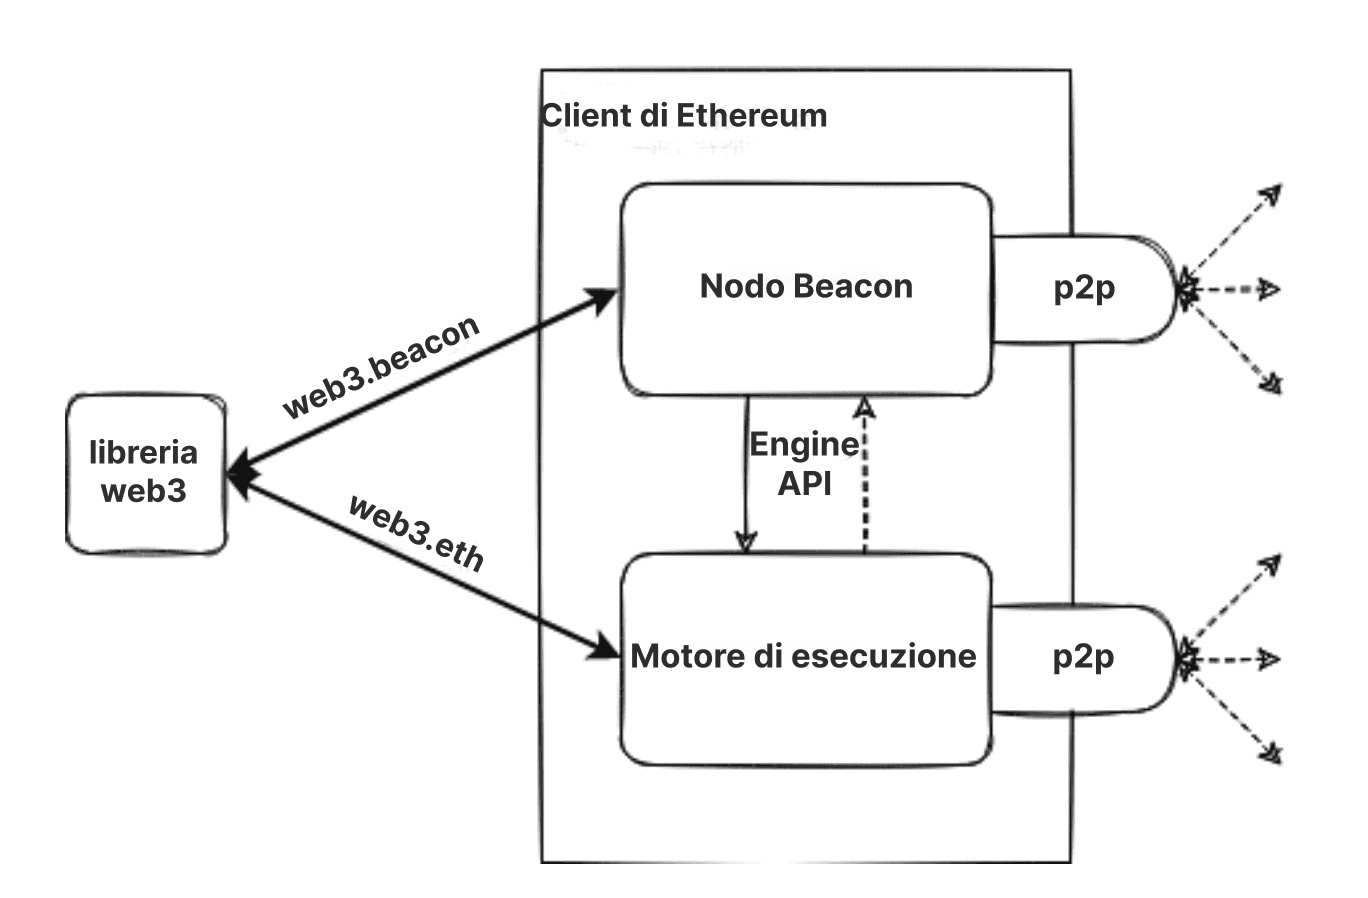 Client di Ethereum
Nodo Beacon
p2p
web3.beacon
Engine
API
libreria
web3
web3.eth
Motore di esecuzione
p2p